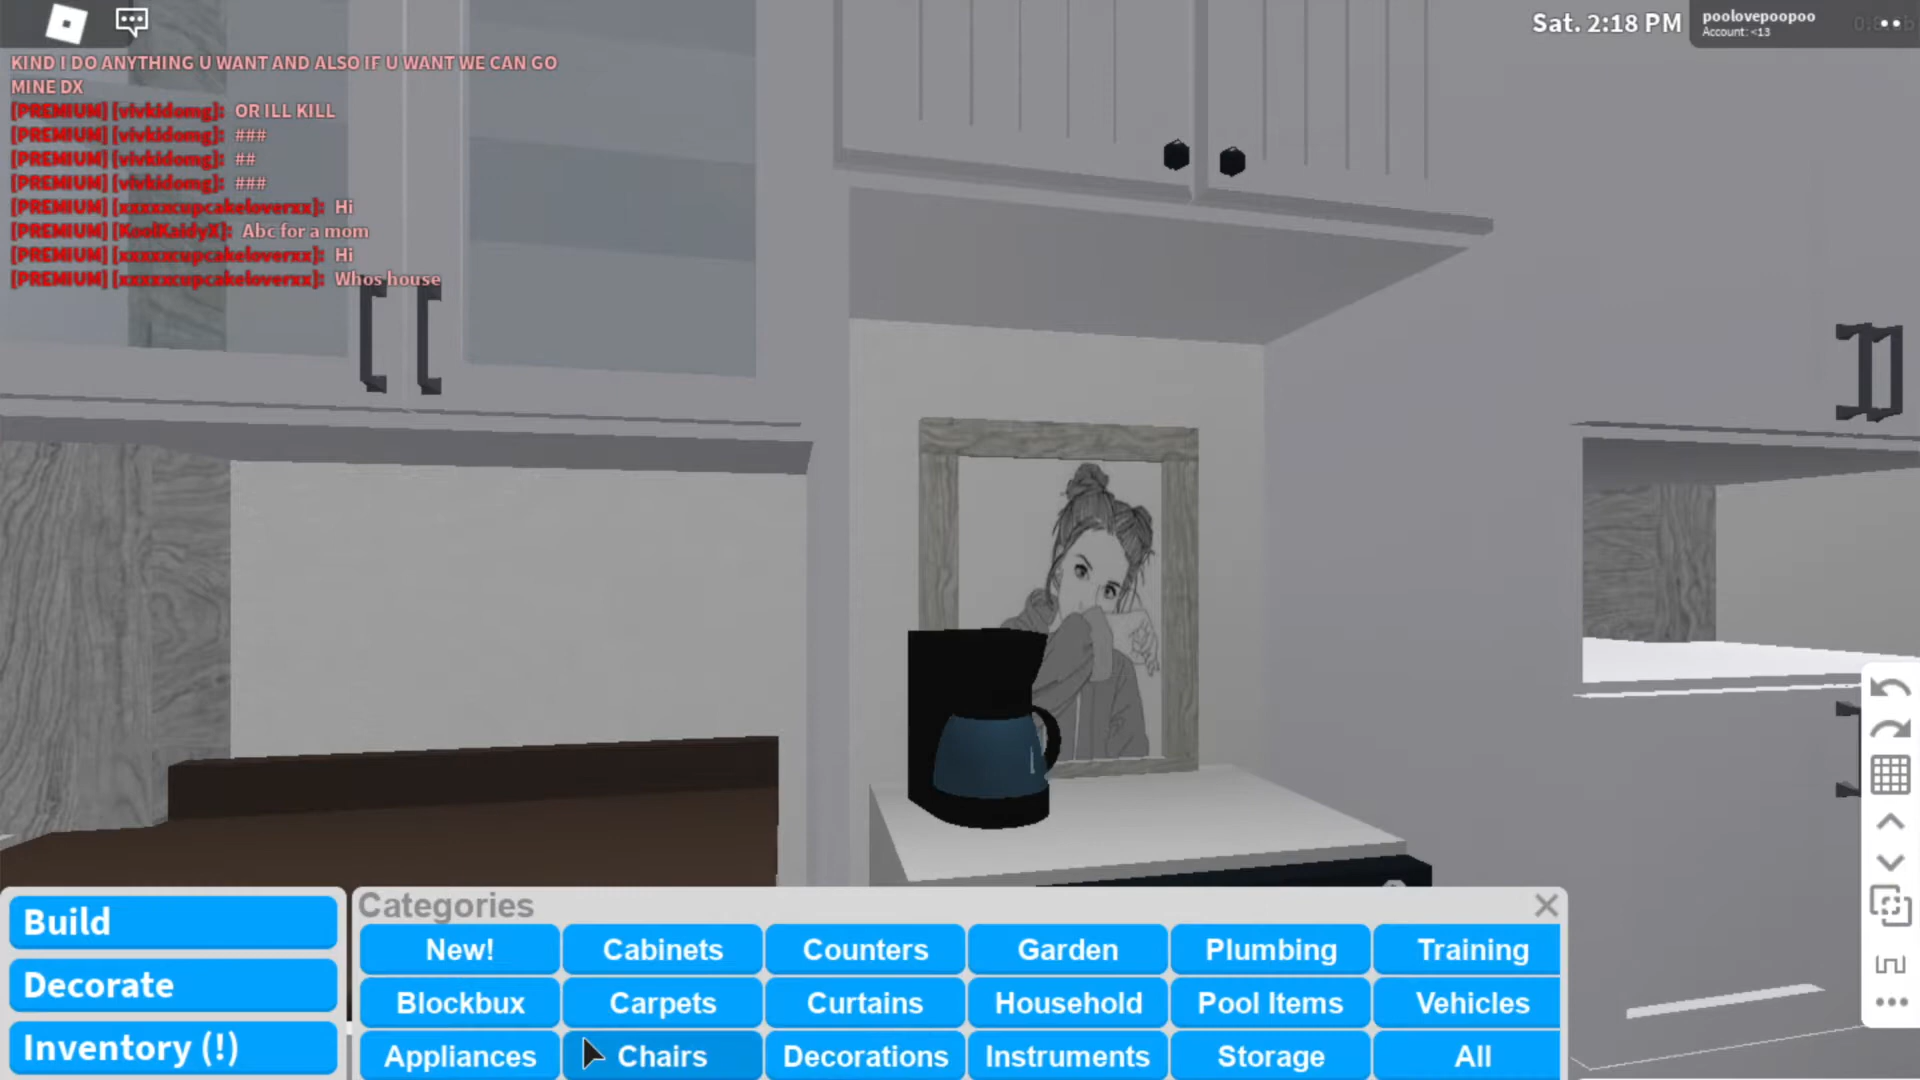 Sat. 2:18 PM
poolovepoopoo
Account: <13
KIND I DO ANYTHING U WANT AND ALSO IF U WANT WE CAN GO
MINE DX
[PREMIUM] [vivkidomg]: OR ILL KILL
[PREMIUM] [vivkidomg]: ###
[PREMIUM] [vivkidomg]: ##
[PREMIUM] [vivkidomg]: ###
[PREMIUM] [xxxxxcupcakeloverxx]: Hi
[PREMIUM] [KoolKaidyX]: Abc for a mom
[PREMIUM] [xxxxxcupcakeloverxx]: Hi
[PREMIUM] [xxxxxcupcakeloverxx]: Whos house
Build
Decorate
Inventory (!)
Categories
New! Cabinets Counters Garden Plumbing Training
Blockbux Carpets Curtains Household Pool Items Vehicles
Appliances Chairs Decorations Instruments Storage All